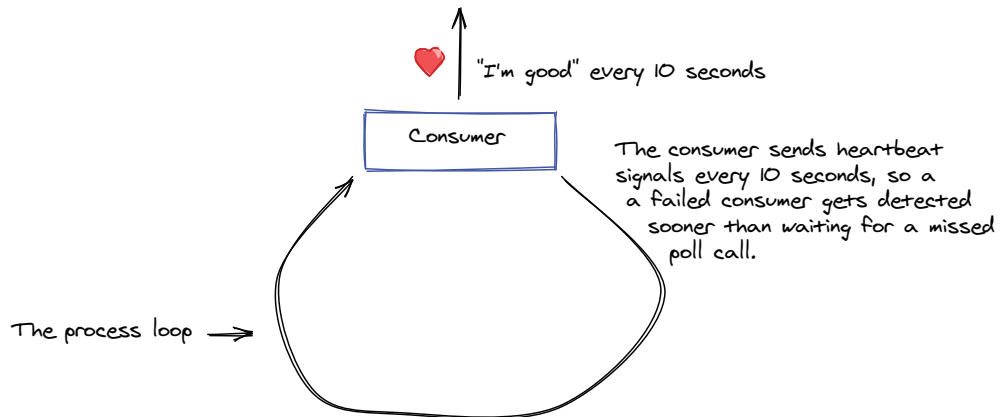 "I'm good" every 10 seconds
Consumer
The consumer sends heartbeat
signals every 10 seconds, so a
a failed consumer gets detected
sooner than waiting for a missed
poll call.
The process loop